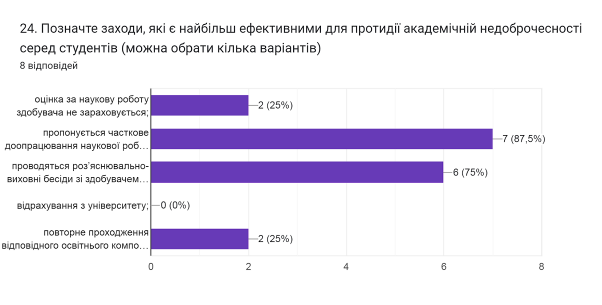 24. Позначте заходи, які є найбільш ефективними для протидії академічній недоброчесності
серед студентів (можна обрати кілька варіантів)
8 відповідей
оцінка за наукову роботу
здобувача не зараховується;
2 (25%)
пропонується часткове
доопрацювання наукової роб…
7 (87,5%)
проводяться роз'яснювально-
виховні бесіди зі здобувачем…
6 (75%)
відрахування з університету;
0 (0%)
повторне проходження
відповідного освітнього компо…
2 (25%)
0 2 4 6 8